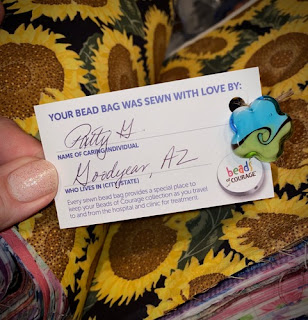 YOUR BEAD BAG WAS SEWN WITH LOVE BY:
Patty H.
NAME OF CARING INDIVIDUAL
Goodyear, AZ
WHO LIVES IN (CITY/STATE)
Every sewn bead bag provides a special place to
keep your Beads of Courage collection as you travel
to and from the hospital and clinic for treatment.
beads
OF COURAGE